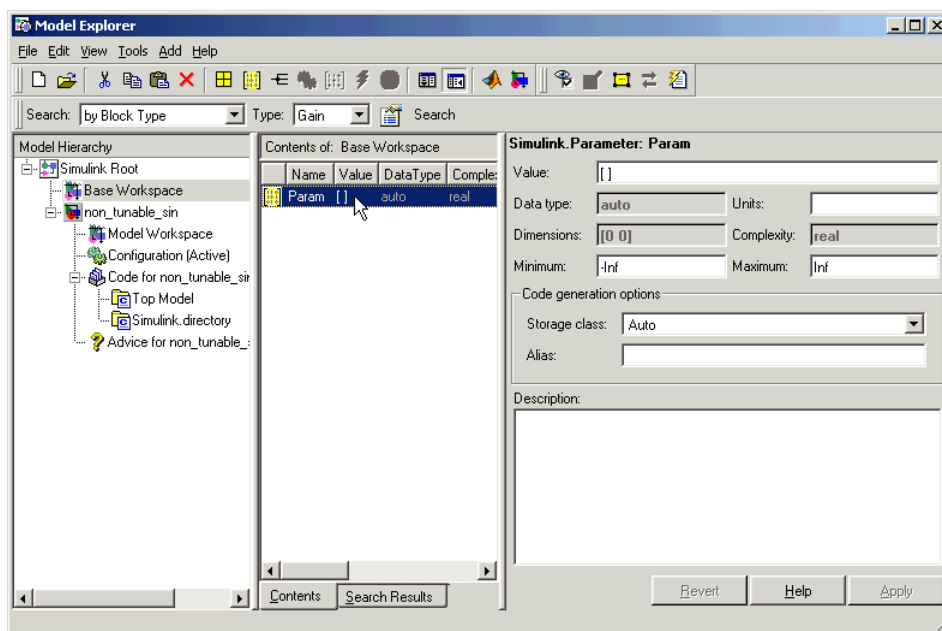 Model Explorer
File Edit View Tools Add Help
Search: by Block Type Type: Gain Search
Model Hierarchy
Simulink Root
Base Workspace
non_tunable_sin
Model Workspace
Configuration (Active)
Code for non_tunable_sin
Top Model
Simulink.directory
Advice for non_tunable_
Contents of: Base Workspace
Name Value DataType Comple
Param [ ] auto real
Contents Search Results
Simulink.Parameter: Param
Value: [ ]
Data type: auto Units:
Dimensions: [0 0] Complexity: real
Minimum: -Inf Maximum: Inf
Code generation options
Storage class: Auto
Alias:
Description:
Revert Help Apply